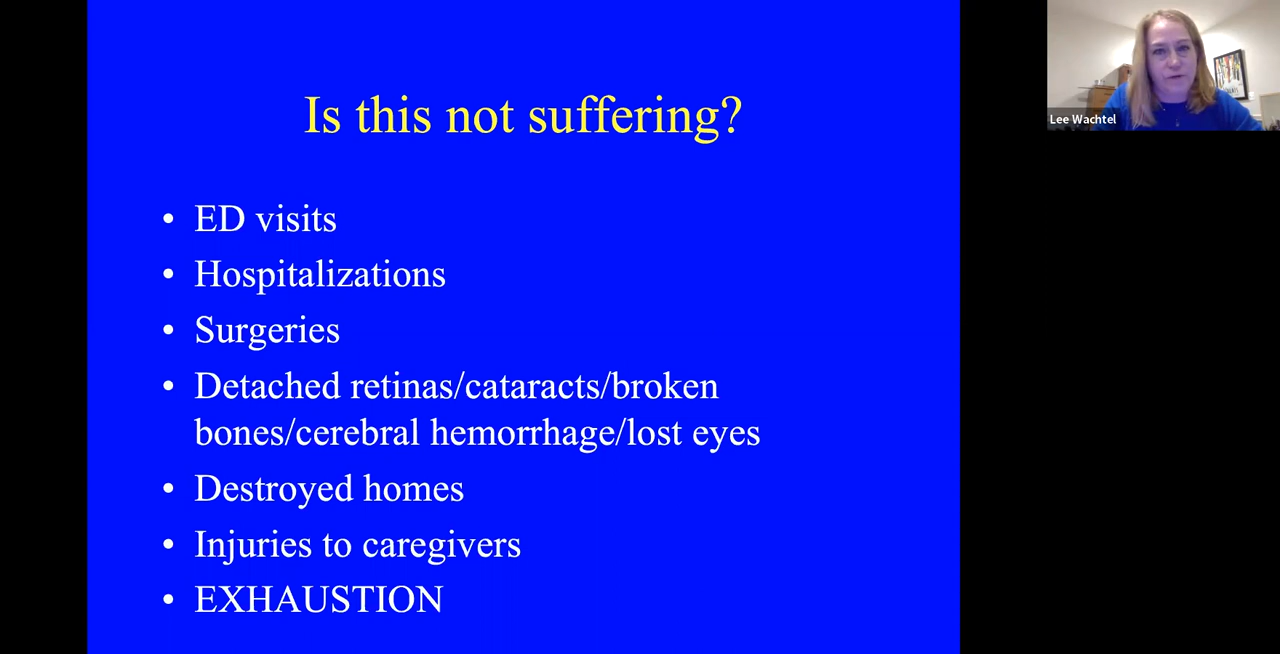 Is this not suffering?
• ED visits
• Hospitalizations
• Surgeries
• Detached retinas/cataracts/broken
bones/cerebral hemorrhage/lost eyes
• Destroyed homes
• Injuries to caregivers
• EXHAUSTION
Lee Wachtel